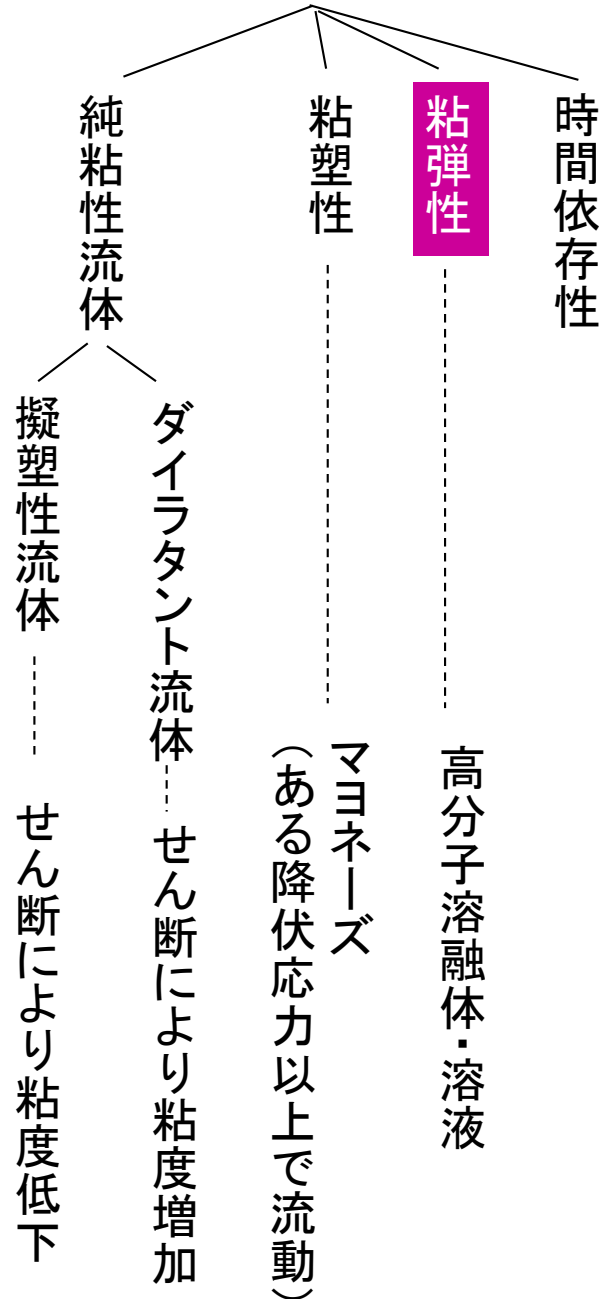 純粘性流体
粘塑性
粘弾性
時間依存性
擬塑性流体
ダイラタント流体
せん断により粘度低下
せん断により粘度増加
マヨネーズ
（ある降伏応力以上で流動）
高分子溶融体・溶液